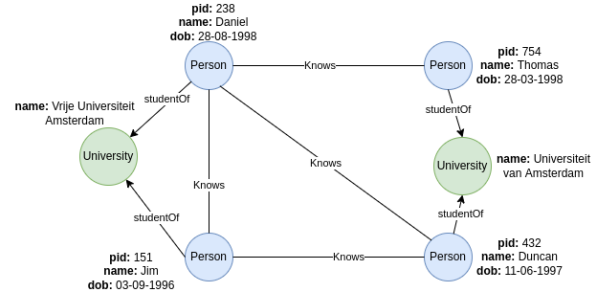 pid: 238
name: Daniel
dob: 28-08-1998
Person
Knows
Person
pid: 754
name: Thomas
dob: 28-03-1998
studentOf
studentOf
name: Vrije Universiteit
Amsterdam
University
Knows
Knows
University
name: Universiteit
van Amsterdam
studentOf
studentOf
pid: 151
name: Jim
dob: 03-09-1996
Person
Knows
Person
pid: 432
name: Duncan
dob: 11-06-1997